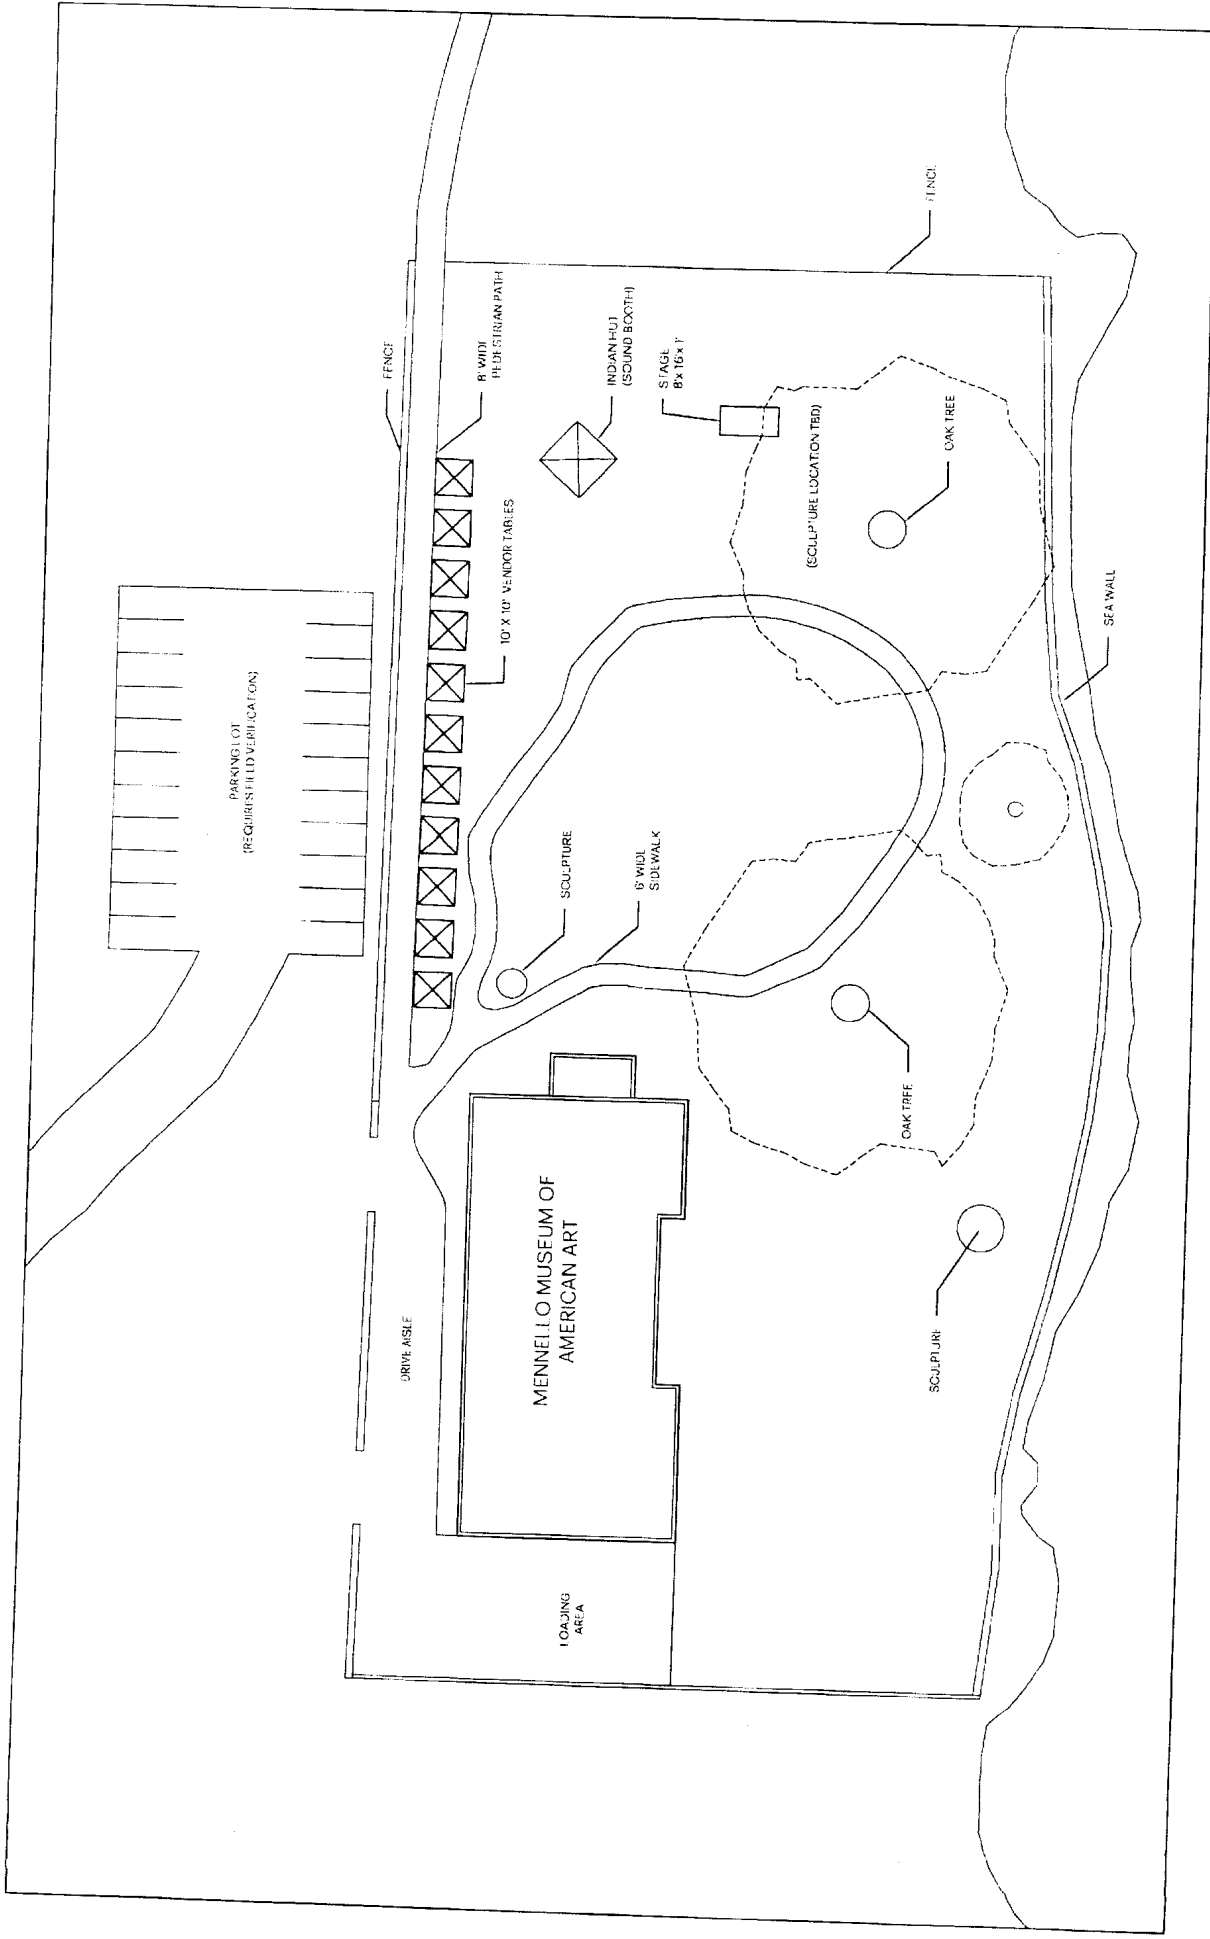 PARKING LOT
(REQUIRES FIELD VERIFICATION)
FENCE
8' WIDE
PEDESTRIAN PATH
10' X 10' VENDOR TABLES
INDIAN HUT
(SOUND BOOTH)
STAGE
8'x 16'x 1'
FENCE
(SCULPTURE LOCATION TBD)
OAK TREE
SEA WALL
SCULPTURE
6' WIDE
SIDEWALK
OAK TREE
SCULPTURE
DRIVE AISLE
MENNELLO MUSEUM OF
AMERICAN ART
LOADING
AREA